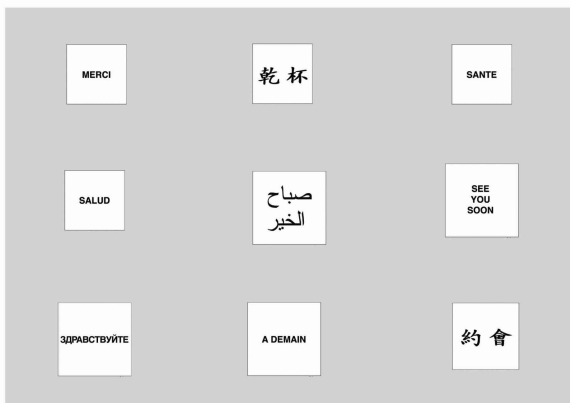 MERCI
乾 杯
SANTE
SALUD
صباح
الخير
SEE
YOU
SOON
ЗДРАВСТВУЙТЕ
A DEMAIN
約 會